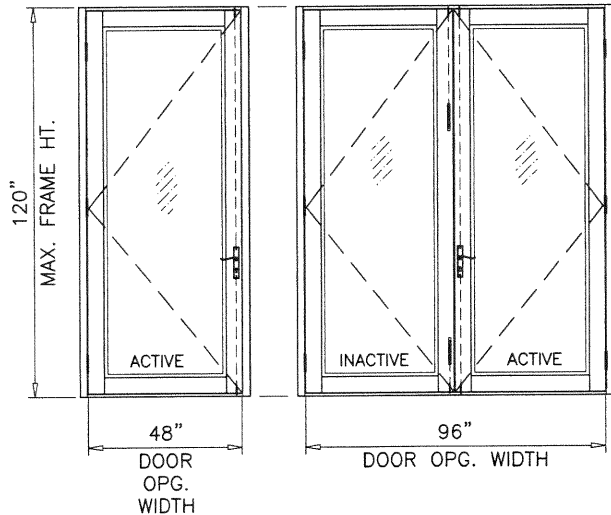 120"
MAX. FRAME HT.
ACTIVE
INACTIVE
ACTIVE
48"
DOOR
OPG.
WIDTH
96"
DOOR OPG. WIDTH